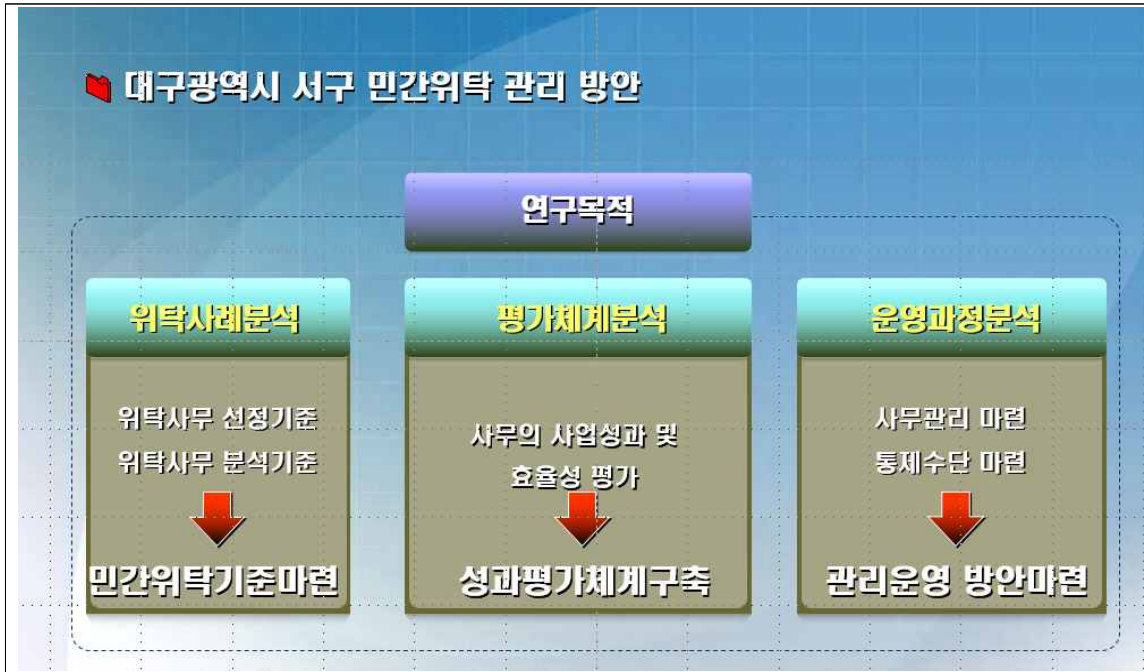 대구광역시 서구 민간위탁 관리 방안
연구목적
위탁사례분석
위탁사무 선정기준
위탁사무 분석기준
민간위탁기준마련
평가체계분석
사무의 사업성과 및
효율성 평가
성과평가체계구축
운영과정분석
사무관리 마련
통제수단 마련
관리운영 방안마련